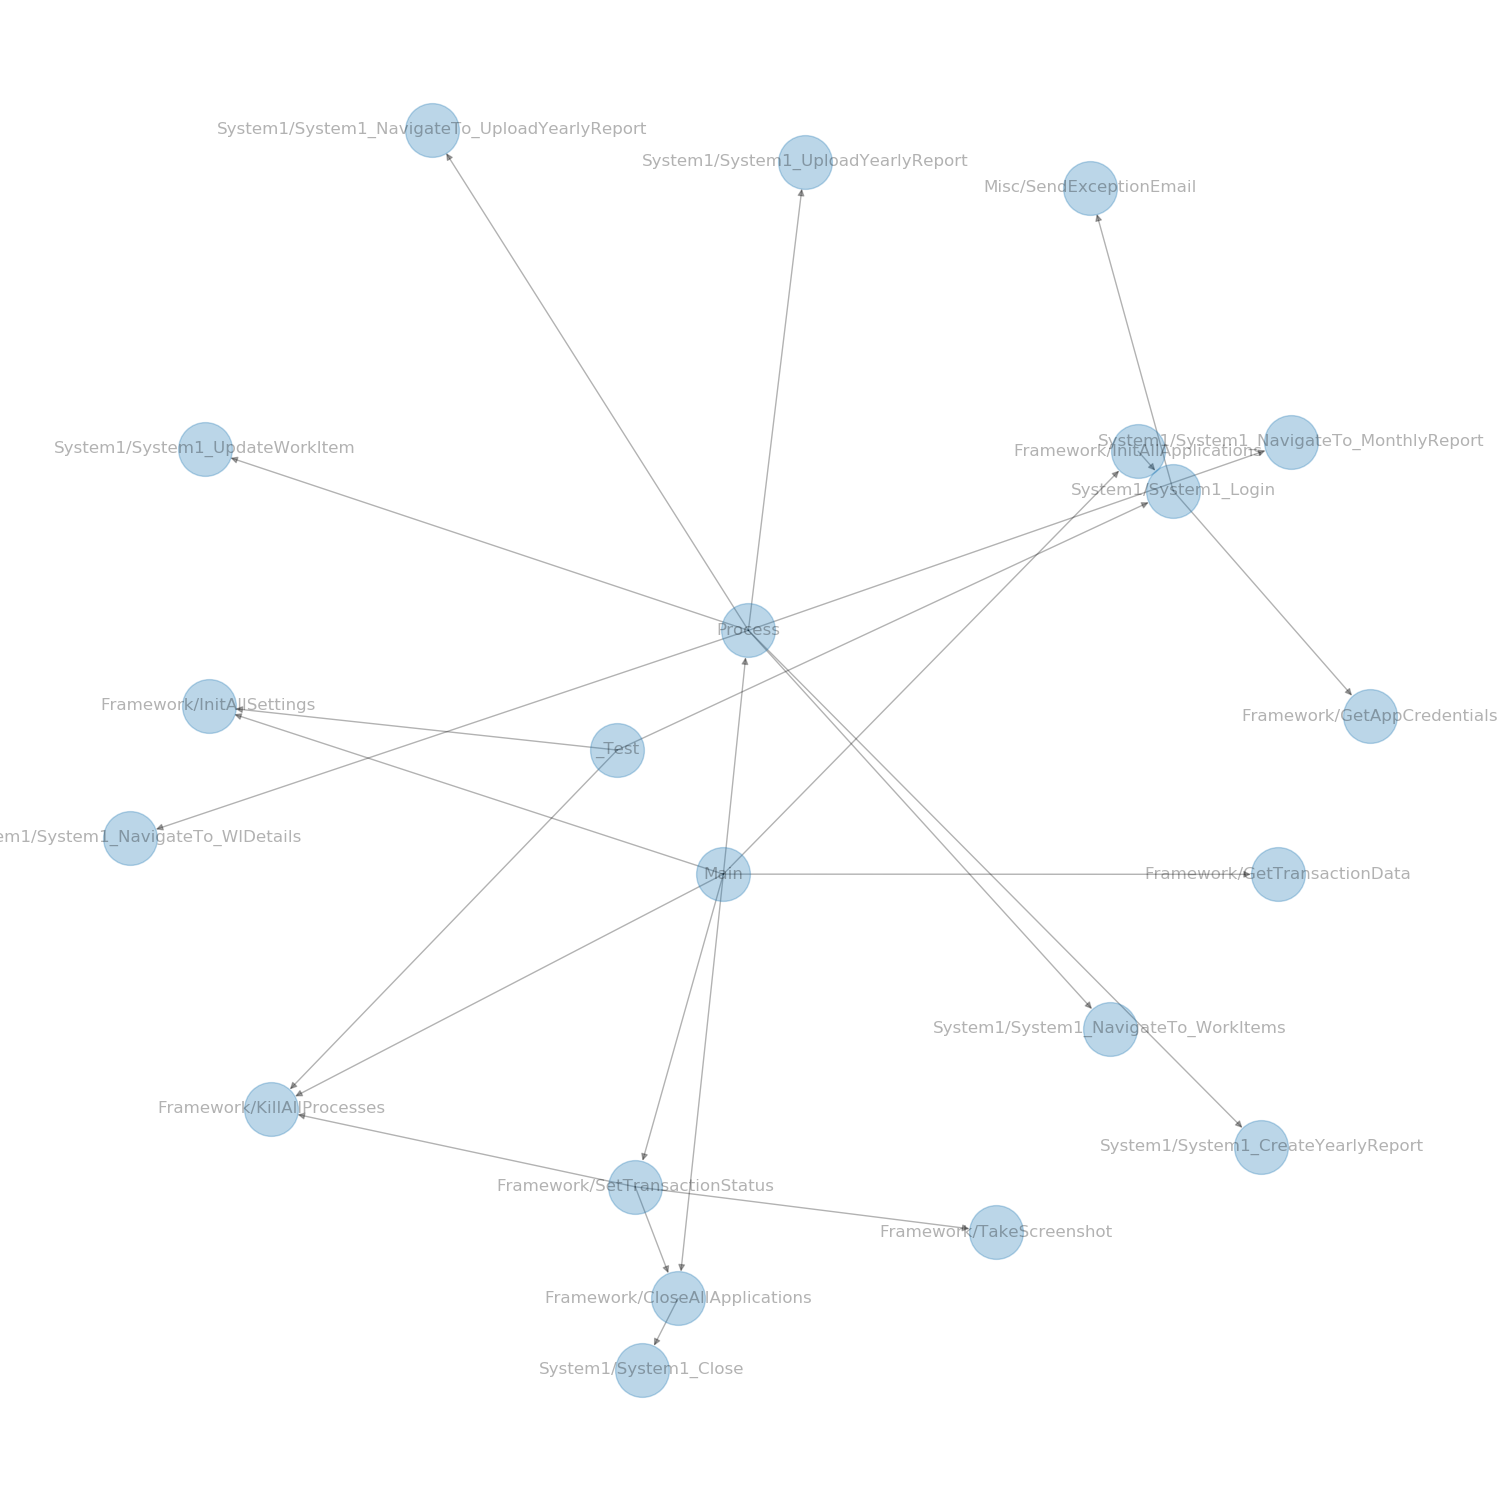 System1/System1_NavigateTo_UploadYearlyReport
System1/System1_UploadYearlyReport
Misc/SendExceptionEmail
System1/System1_NavigateTo_MonthlyReport
Framework/InitAllApplications
System1/System1_UpdateWorkItem
System1/System1_Login
Process
Framework/InitAllSettings
Framework/GetAppCredentials
_Test
em1/System1_NavigateTo_WIDetails
Main
Framework/GetTransactionData
System1/System1_NavigateTo_WorkItems
Framework/KillAllProcesses
System1/System1_CreateYearlyReport
Framework/SetTransactionStatus
Framework/TakeScreenshot
Framework/CloseAllApplications
System1/System1_Close